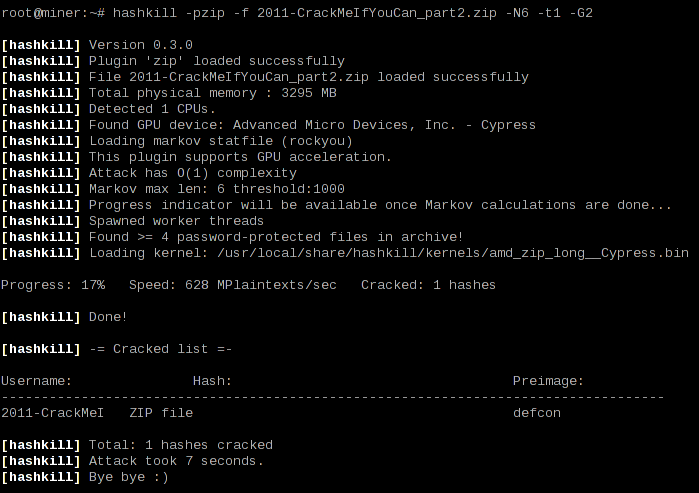 root@miner:~# hashkill -pzip -f 2011-CrackMeIfYouCan_part2.zip -N6 -t1 -G2
[hashkill] Version 0.3.0
[hashkill] Plugin 'zip' loaded successfully
[hashkill] File 2011-CrackMeIfYouCan_part2.zip loaded successfully
[hashkill] Total physical memory : 3295 MB
[hashkill] Detected 1 CPUs.
[hashkill] Found GPU device: Advanced Micro Devices, Inc. - Cypress
[hashkill] Loading markov statfile (rockyou)
[hashkill] This plugin supports GPU acceleration.
[hashkill] Attack has O(1) complexity
[hashkill] Markov max len: 6 threshold:1000
[hashkill] Progress indicator will be available once Markov calculations are done...
[hashkill] Spawned worker threads
[hashkill] Found >= 4 password-protected files in archive!
[hashkill] Loading kernel: /usr/local/share/hashkill/kernels/amd_zip_long__Cypress.bin
Progress: 17%   Speed: 628 MPlaintexts/sec   Cracked: 1 hashes
[hashkill] Done!
[hashkill] -= Cracked list =-
Username:               Hash:                                   Preimage:
-----------------------------------------------------------------------------------
2011-CrackMeI   ZIP file                                        defcon
[hashkill] Total: 1 hashes cracked
[hashkill] Attack took 7 seconds.
[hashkill] Bye bye :)